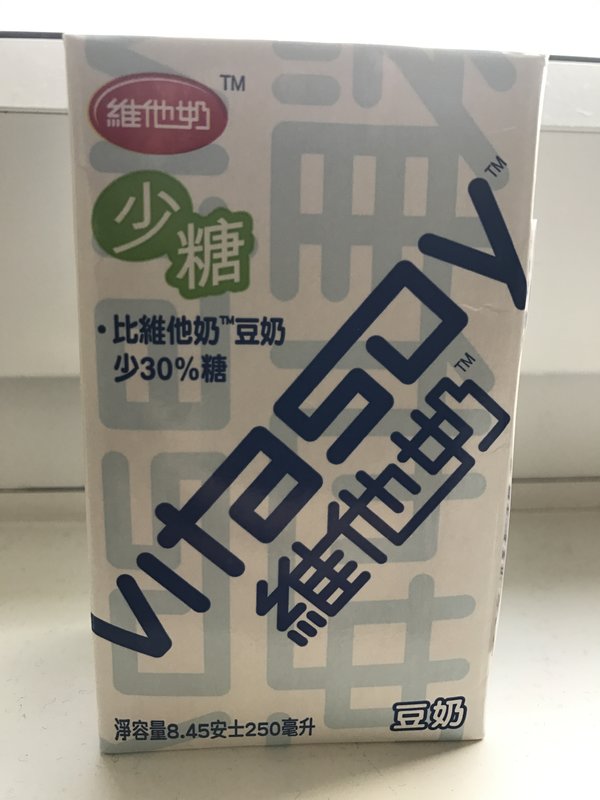 維他奶™
少糖
•比維他奶™豆奶
少30%糖
vitasoy™
維他奶™
豆奶
淨容量8.45安士250毫升